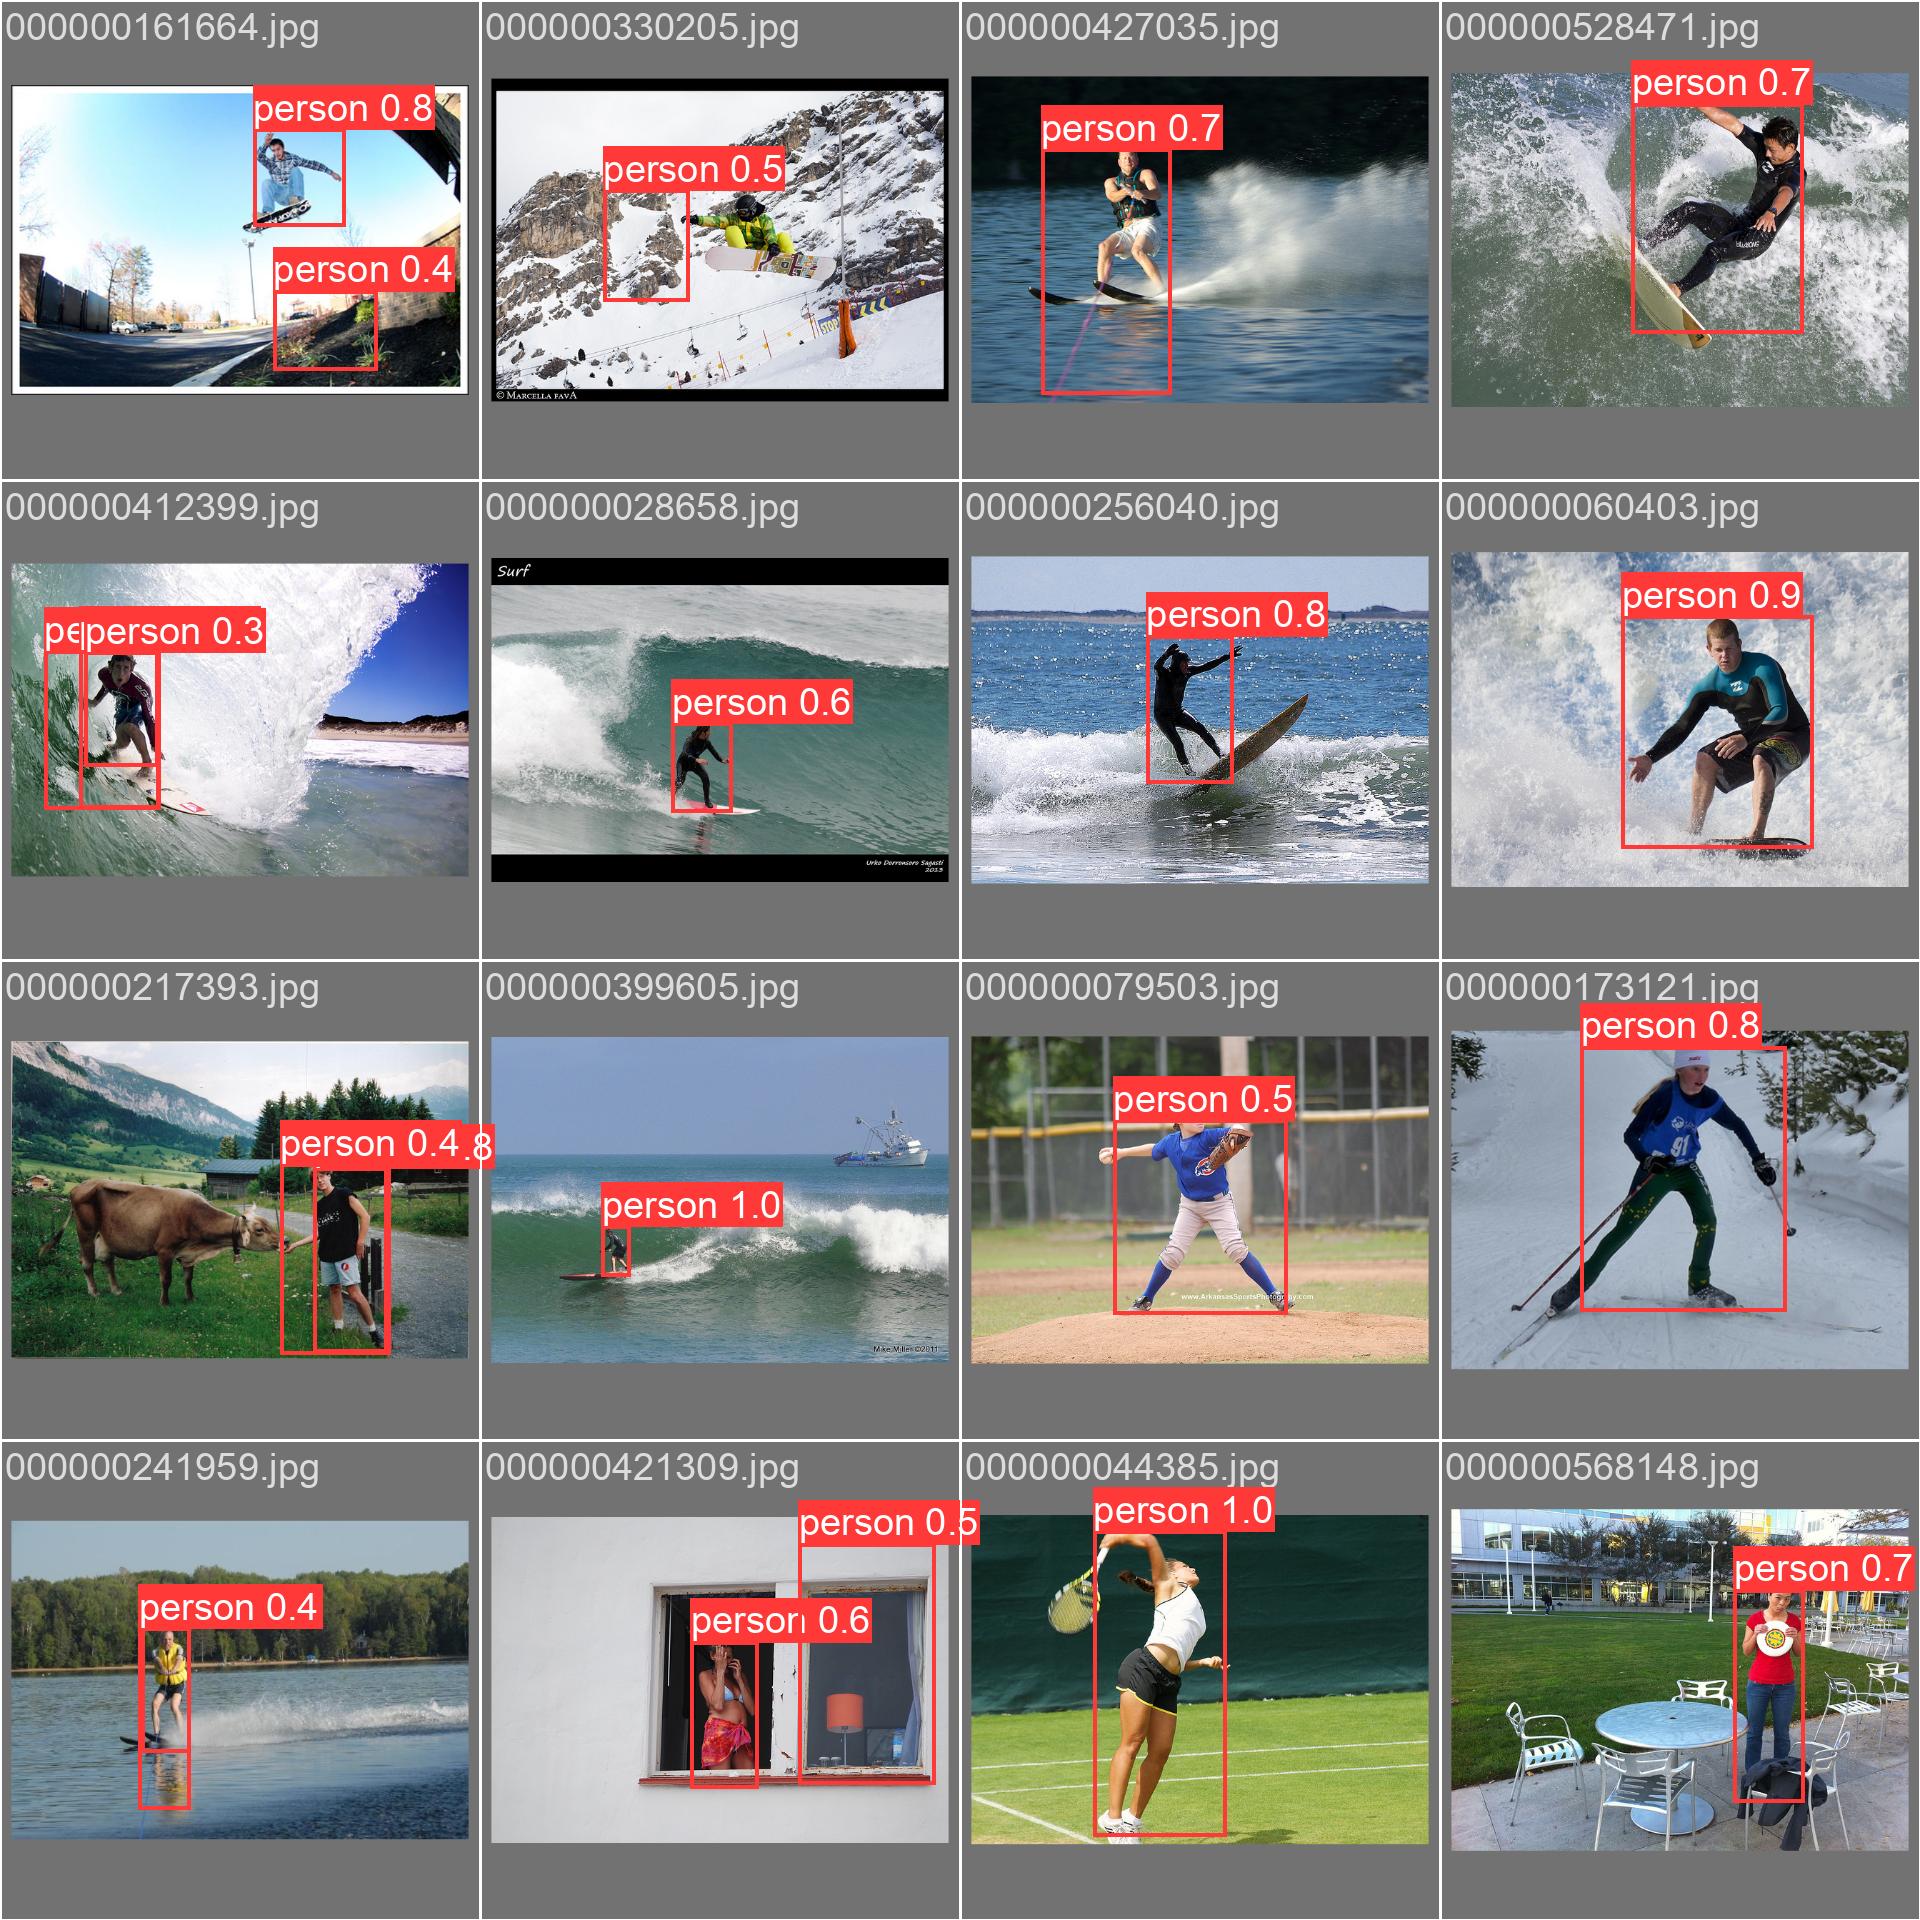 000000161664.jpg
000000330205.jpg
000000427035.jpg
000000528471.jpg
person 0.8
person 0.4
person 0.5
STOP
© MARCELLA FAVA
person 0.7
person 0.7
000000412399.jpg
000000028658.jpg
000000256040.jpg
000000060403.jpg
pe
person 0.3
Surf
person 0.6
Urko Dorronsoro Sagasti
2013
person 0.8
person 0.9
000000217393.jpg
000000399605.jpg
000000079503.jpg
000000173121.jpg
person 0.4
.8
person 1.0
Mike Miller ©2011
person 0.5
www.ArkansasSportsPhotography.com
person 0.8
91
000000241959.jpg
000000421309.jpg
000000044385.jpg
000000568148.jpg
person 0.4
person 0.5
person 0.6
person 1.0
person 0.7